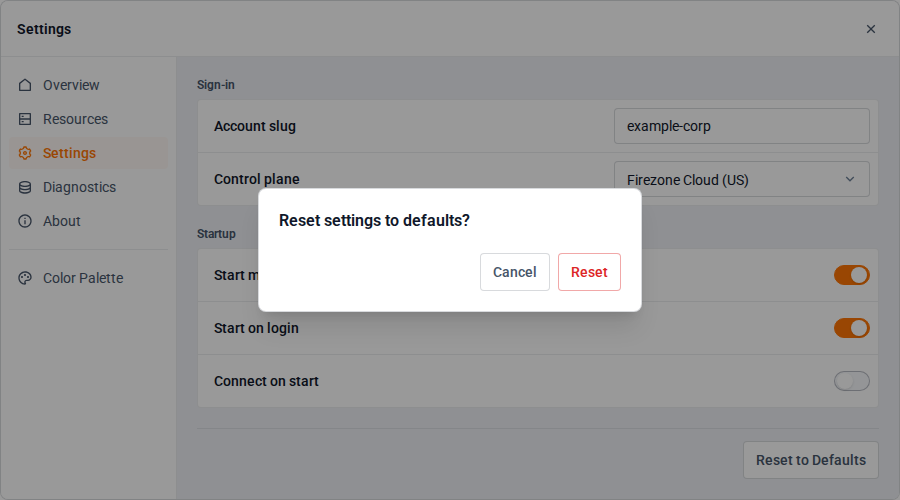 Settings
Overview
Resources
Settings
Diagnostics
About
Color Palette
Sign-in
Account slug
example-corp
Control plane
Firezone Cloud (US)
Startup
Start
Start on login
Connect on start
Reset to Defaults
Reset settings to defaults?
Cancel
Reset